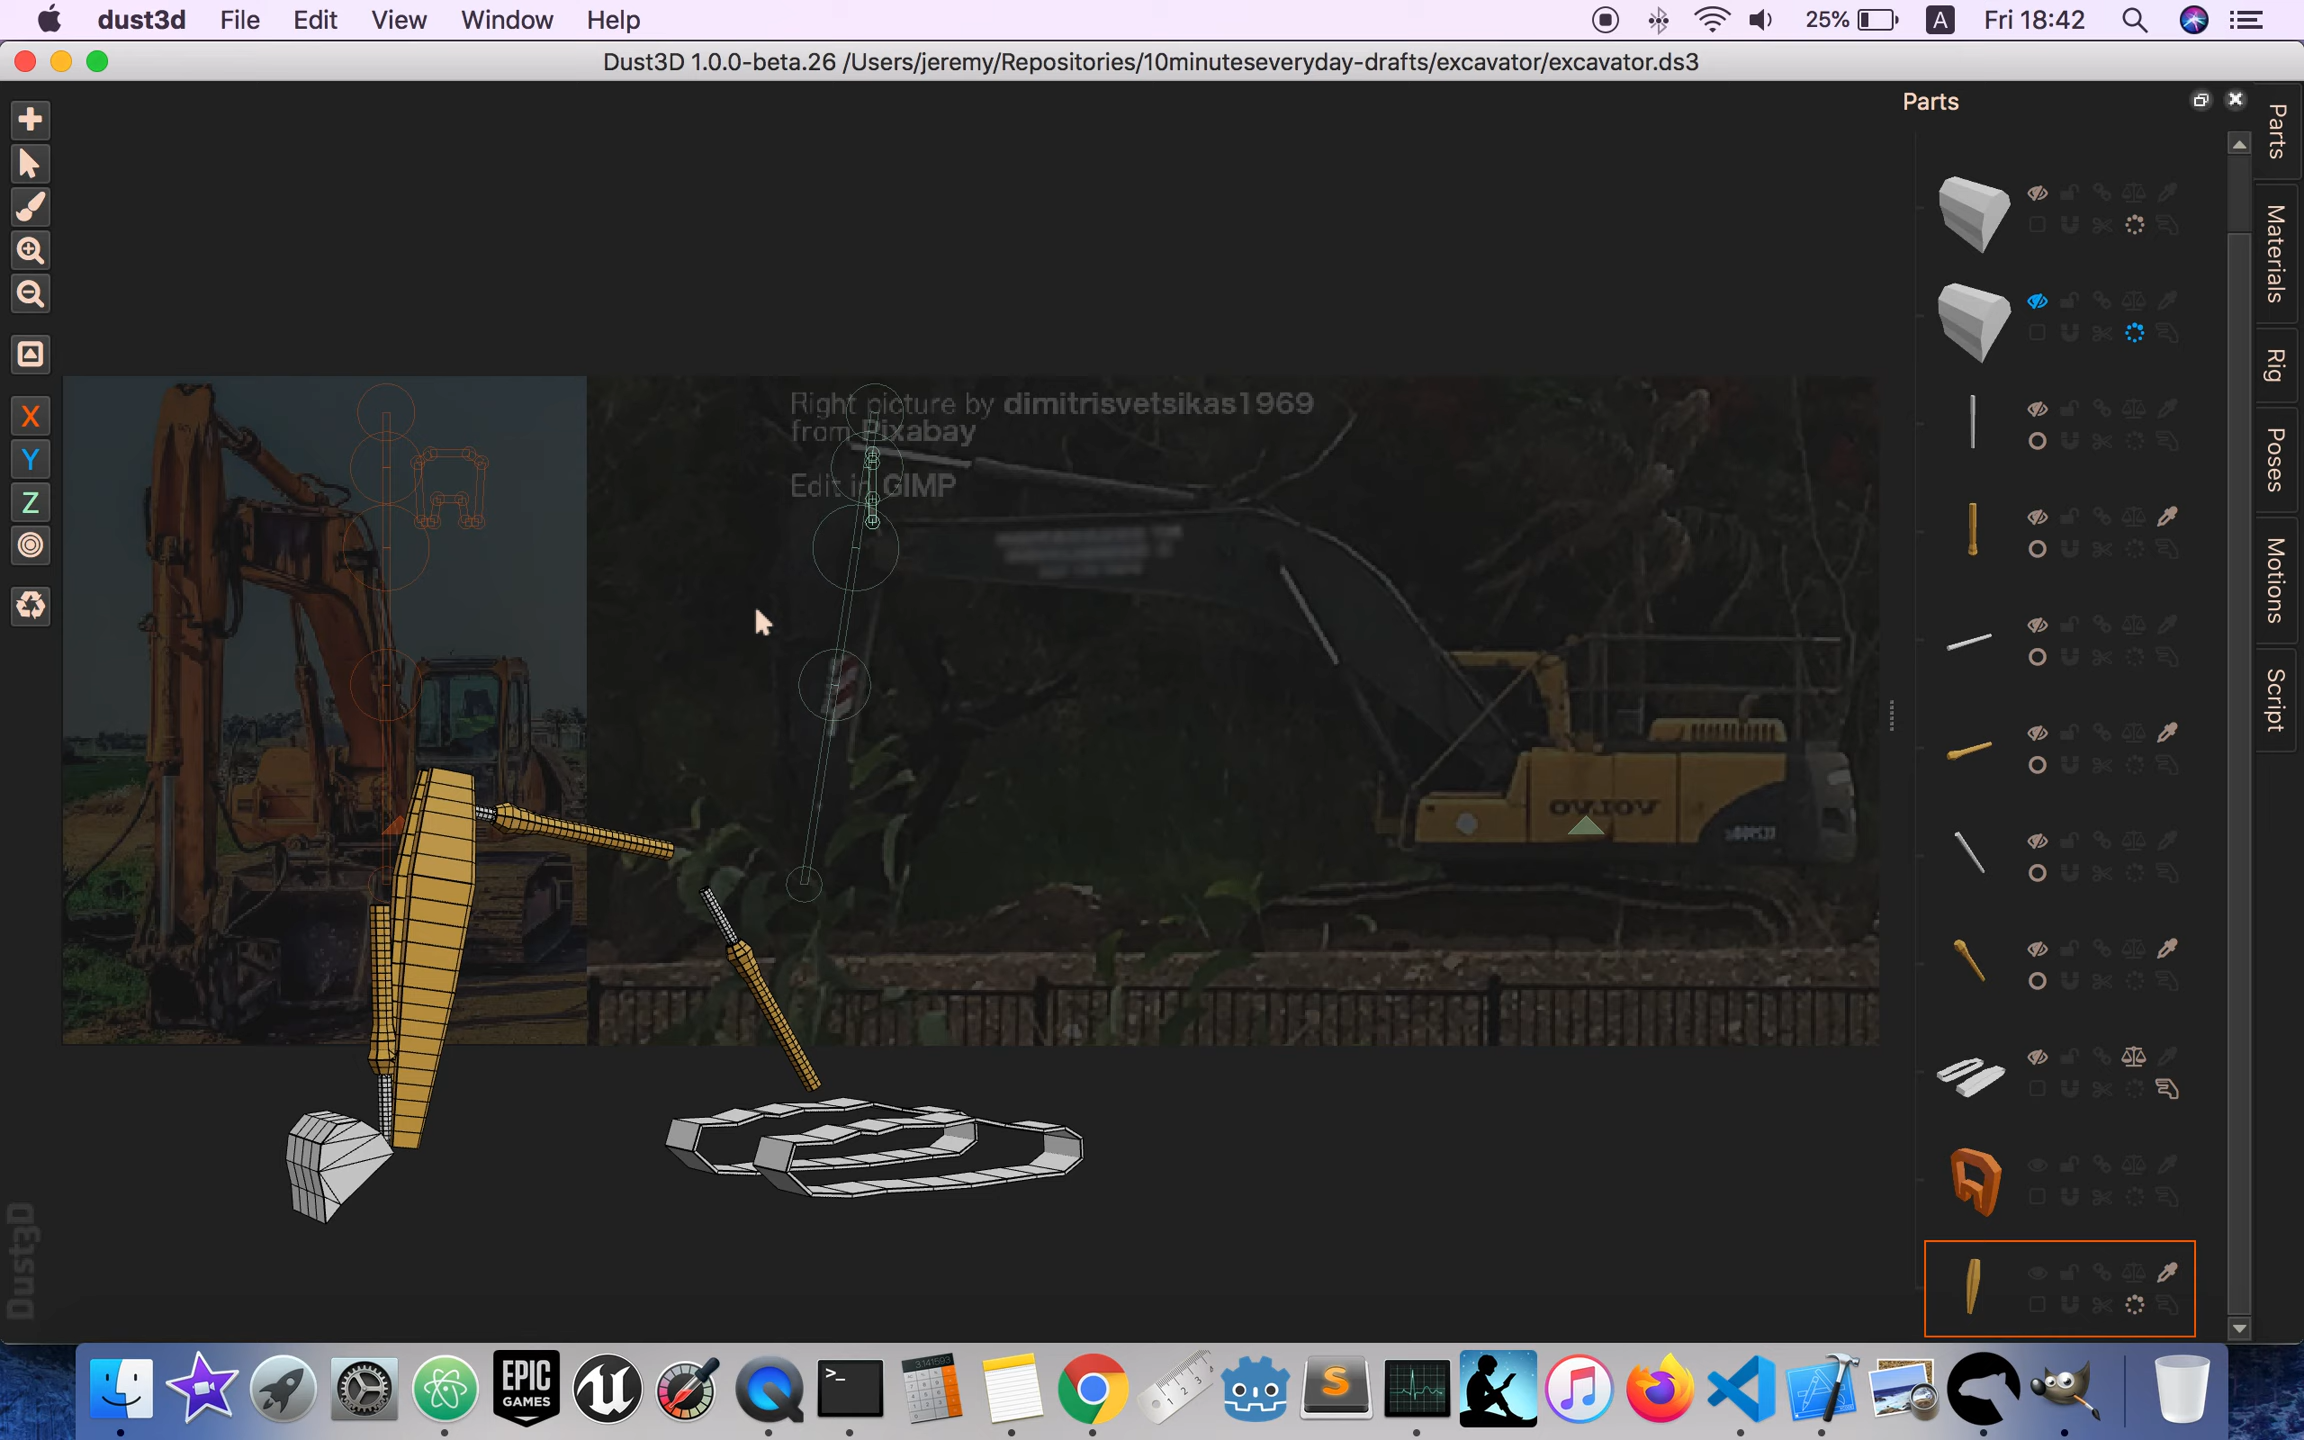 dust3d File Edit View Window Help 25% A Fri 18:42
Dust3D 1.0.0-beta.26 /Users/jeremy/Repositories/10minuteseveryday-drafts/excavator/excavator.ds3
Parts
Parts
Materials
Rig
Poses
Motions
Script
X
Y
Z
Right picture by dimitrisvetsikas1969
from Pixabay
Edit in GIMP
Dust3D
EPIC
GAMES